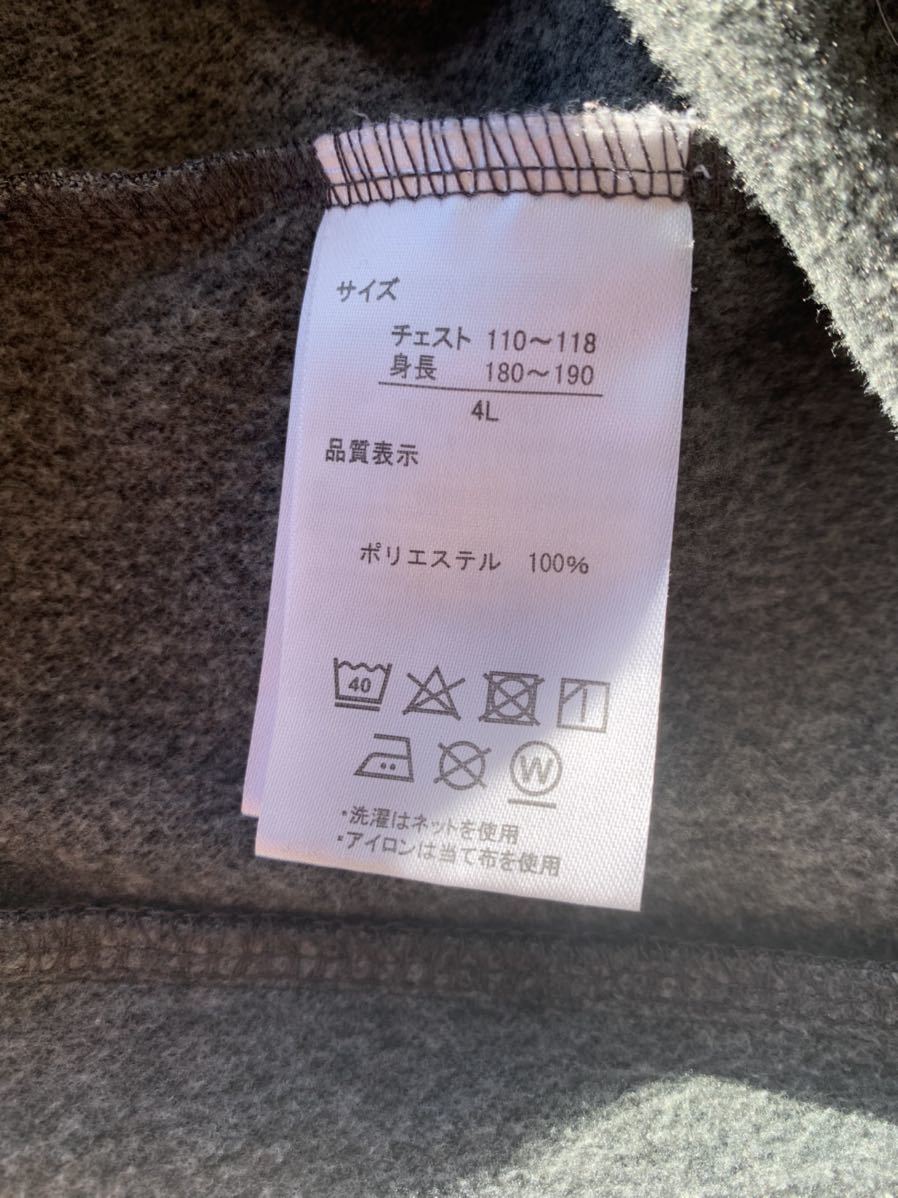 サイズ
チェスト 110～118
身長 180～190
4L
品質表示
ポリエステル 100%
40
W
・洗濯はネットを使用
・アイロンは当て布を使用